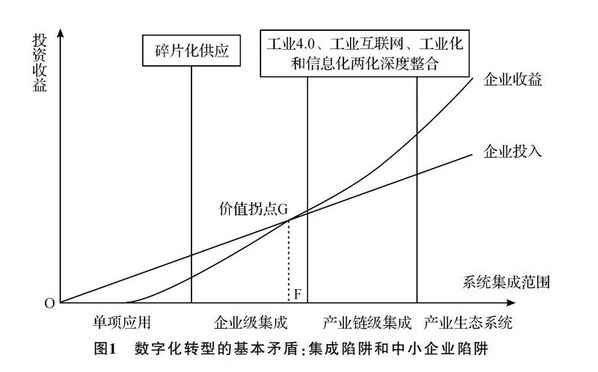 投资收益
碎片化供应
工业4.0、工业互联网、工业化
和信息化两化深度整合
企业收益
企业投入
价值拐点G
系统集成范围
O
F
单项应用
企业级集成
产业链级集成
产业生态系统
图1 数字化转型的基本矛盾:集成陷阱和中小企业陷阱